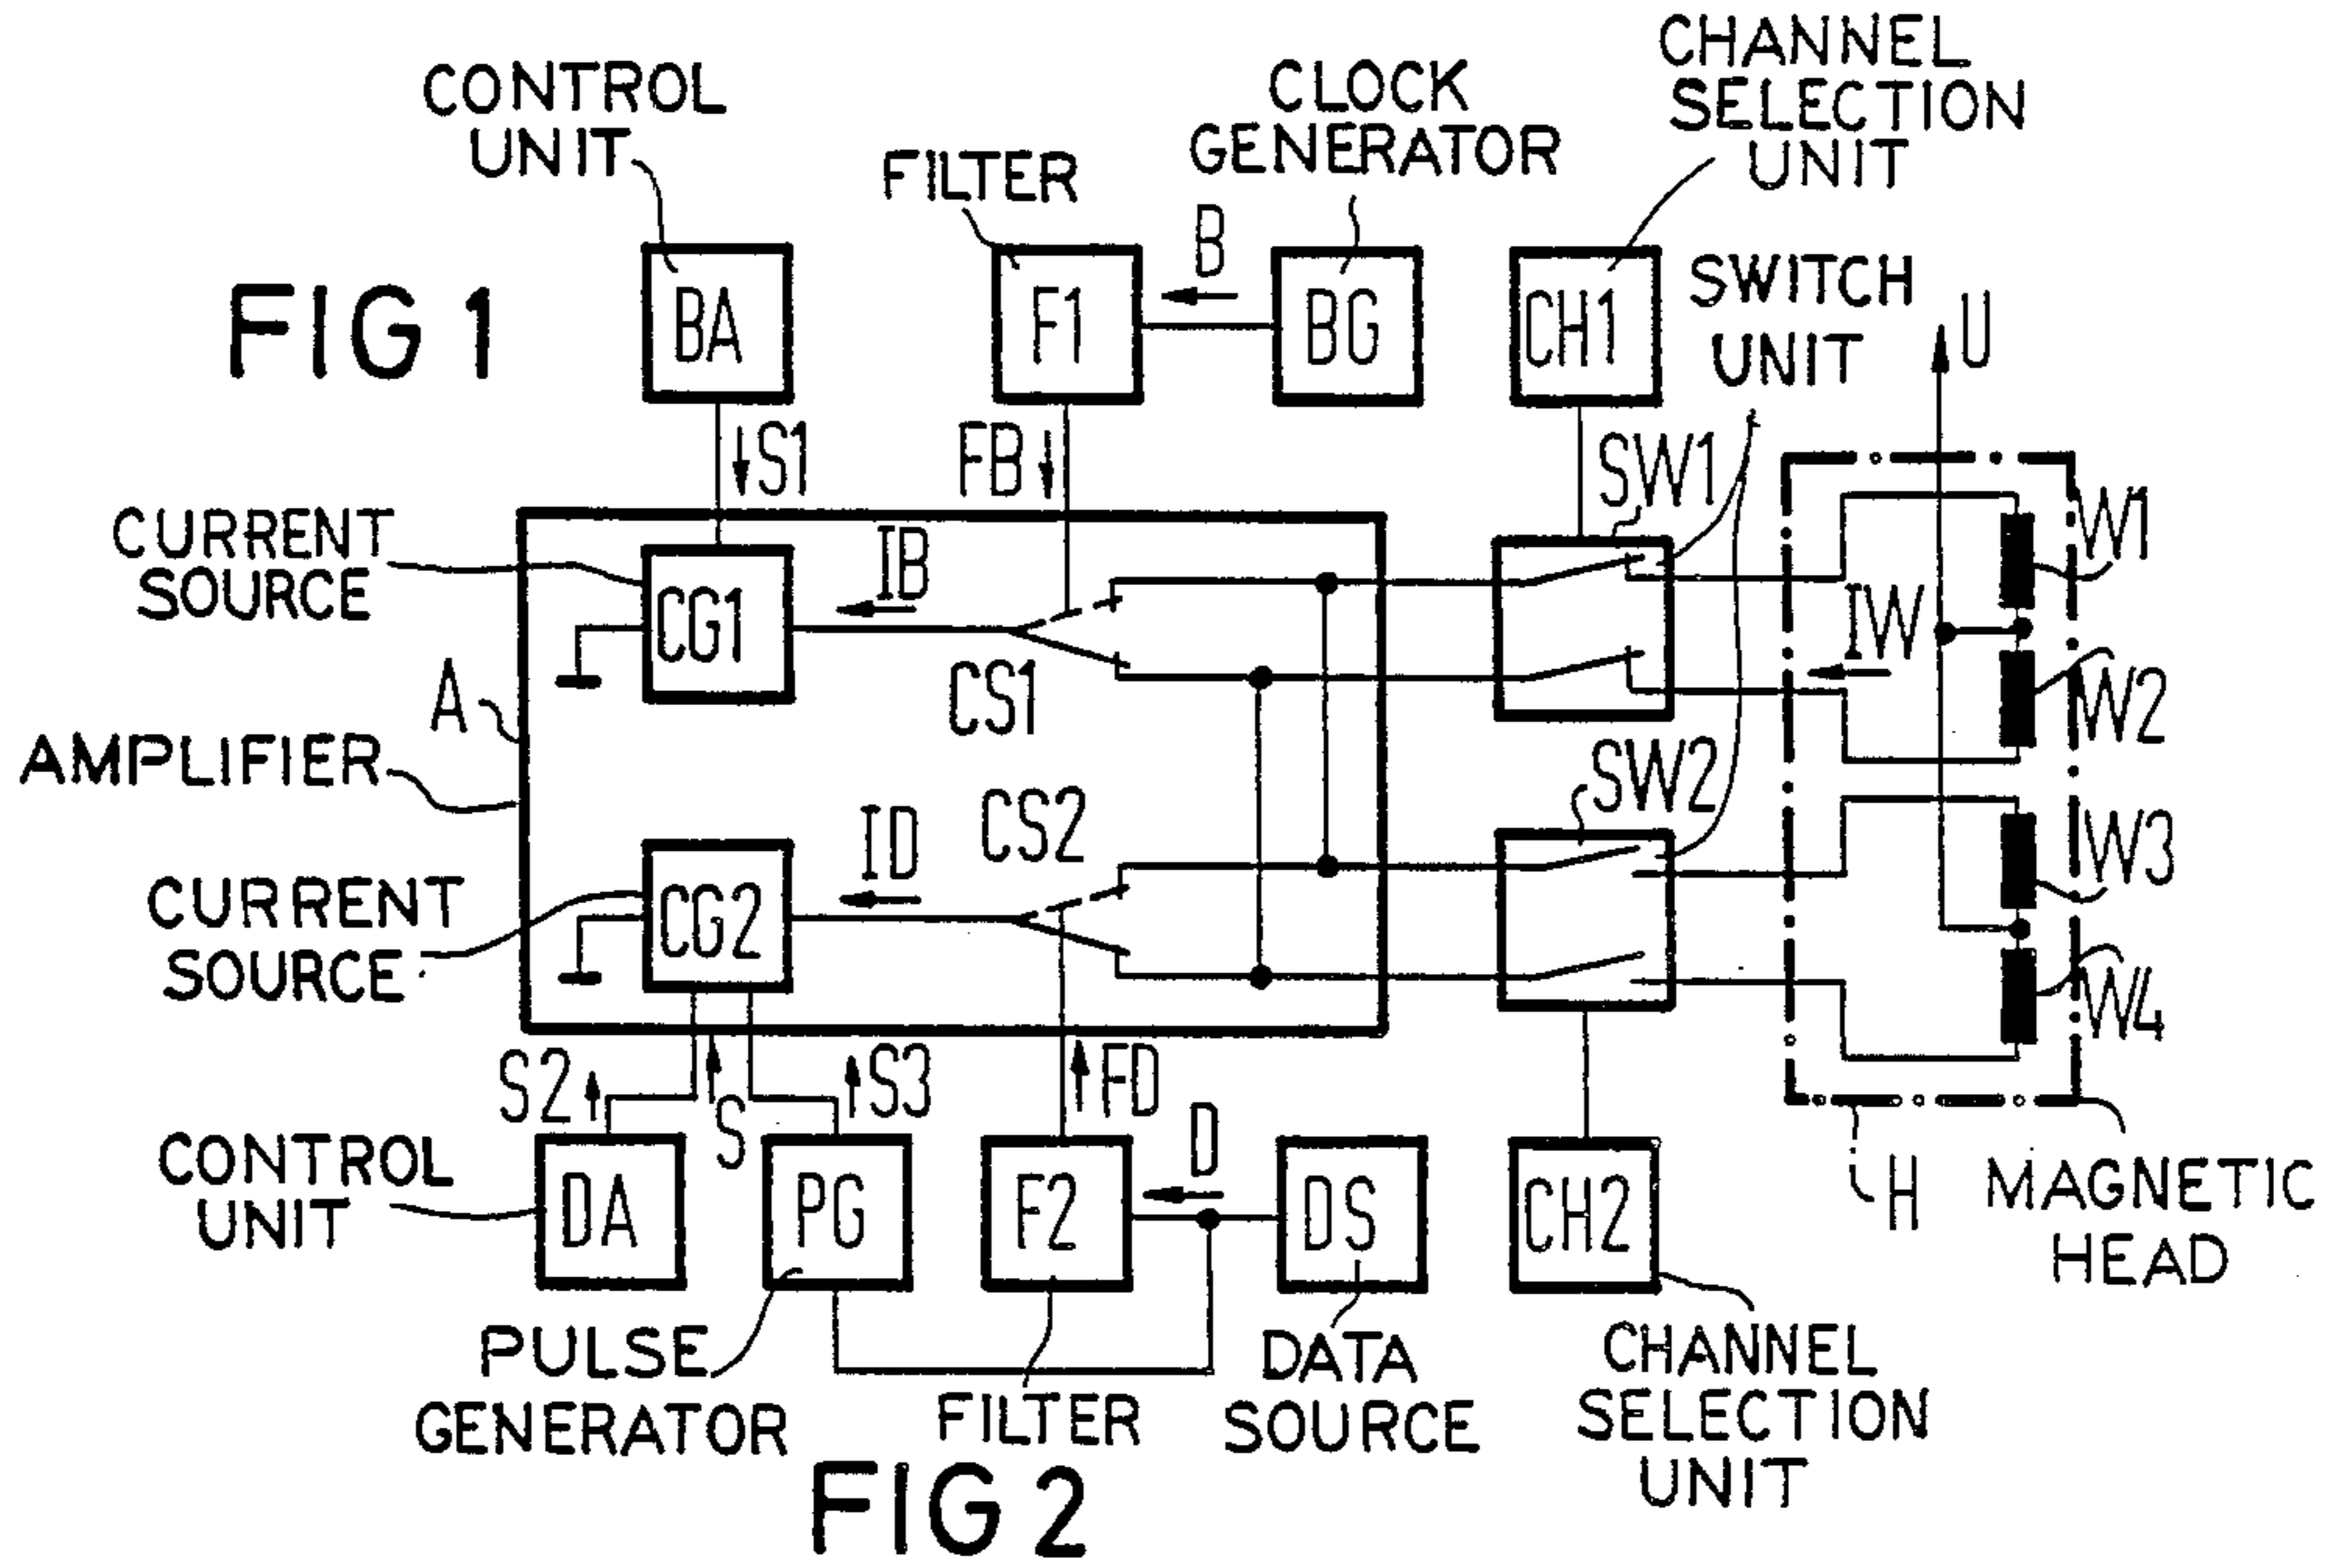 CHANNEL
SELECTION
UNIT
CONTROL
UNIT
CLOCK
GENERATOR
FILTER
B
SWITCH
UNIT
FIG 1
BA
F1
BG
CH1
U
S1
FB
SW1
CURRENT
SOURCE
IB
W1
CG1
IW
A
CS1
W2
AMPLIFIER
SW2
CS2
ID
W3
CURRENT
SOURCE
CG2
W4
S2
S
S3
FD
D
CONTROL
UNIT
DA
PG
F2
DS
CH2
H
MAGNETIC
HEAD
PULSE
GENERATOR
FILTER
DATA
SOURCE
CHANNEL
SELECTION
UNIT
FIG 2